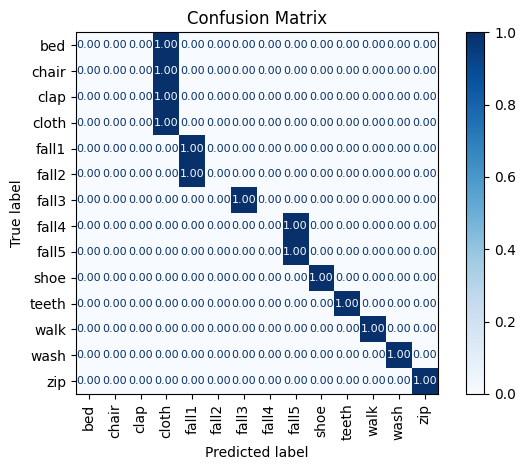 Confusion Matrix
bed 0.00 0.00 0.00 1.00 0.00 0.00 0.00 0.00 0.00 0.00 0.00 0.00 0.00 0.00
chair 0.00 0.00 0.00 1.00 0.00 0.00 0.00 0.00 0.00 0.00 0.00 0.00 0.00 0.00
clap 0.00 0.00 0.00 1.00 0.00 0.00 0.00 0.00 0.00 0.00 0.00 0.00 0.00 0.00
cloth 0.00 0.00 0.00 1.00 0.00 0.00 0.00 0.00 0.00 0.00 0.00 0.00 0.00 0.00
fall1 0.00 0.00 0.00 0.00 1.00 0.00 0.00 0.00 0.00 0.00 0.00 0.00 0.00 0.00
fall2 0.00 0.00 0.00 0.00 1.00 0.00 0.00 0.00 0.00 0.00 0.00 0.00 0.00 0.00
fall3 0.00 0.00 0.00 0.00 0.00 0.00 1.00 0.00 0.00 0.00 0.00 0.00 0.00 0.00
fall4 0.00 0.00 0.00 0.00 0.00 0.00 0.00 0.00 1.00 0.00 0.00 0.00 0.00 0.00
fall5 0.00 0.00 0.00 0.00 0.00 0.00 0.00 0.00 1.00 0.00 0.00 0.00 0.00 0.00
shoe 0.00 0.00 0.00 0.00 0.00 0.00 0.00 0.00 0.00 1.00 0.00 0.00 0.00 0.00
teeth 0.00 0.00 0.00 0.00 0.00 0.00 0.00 0.00 0.00 0.00 1.00 0.00 0.00 0.00
walk 0.00 0.00 0.00 0.00 0.00 0.00 0.00 0.00 0.00 0.00 0.00 1.00 0.00 0.00
wash 0.00 0.00 0.00 0.00 0.00 0.00 0.00 0.00 0.00 0.00 0.00 0.00 1.00 0.00
zip 0.00 0.00 0.00 0.00 0.00 0.00 0.00 0.00 0.00 0.00 0.00 0.00 0.00 1.00
True label
bed chair clap cloth fall1 fall2 fall3 fall4 fall5 shoe teeth walk wash zip
Predicted label
1.0
0.8
0.6
0.4
0.2
0.0